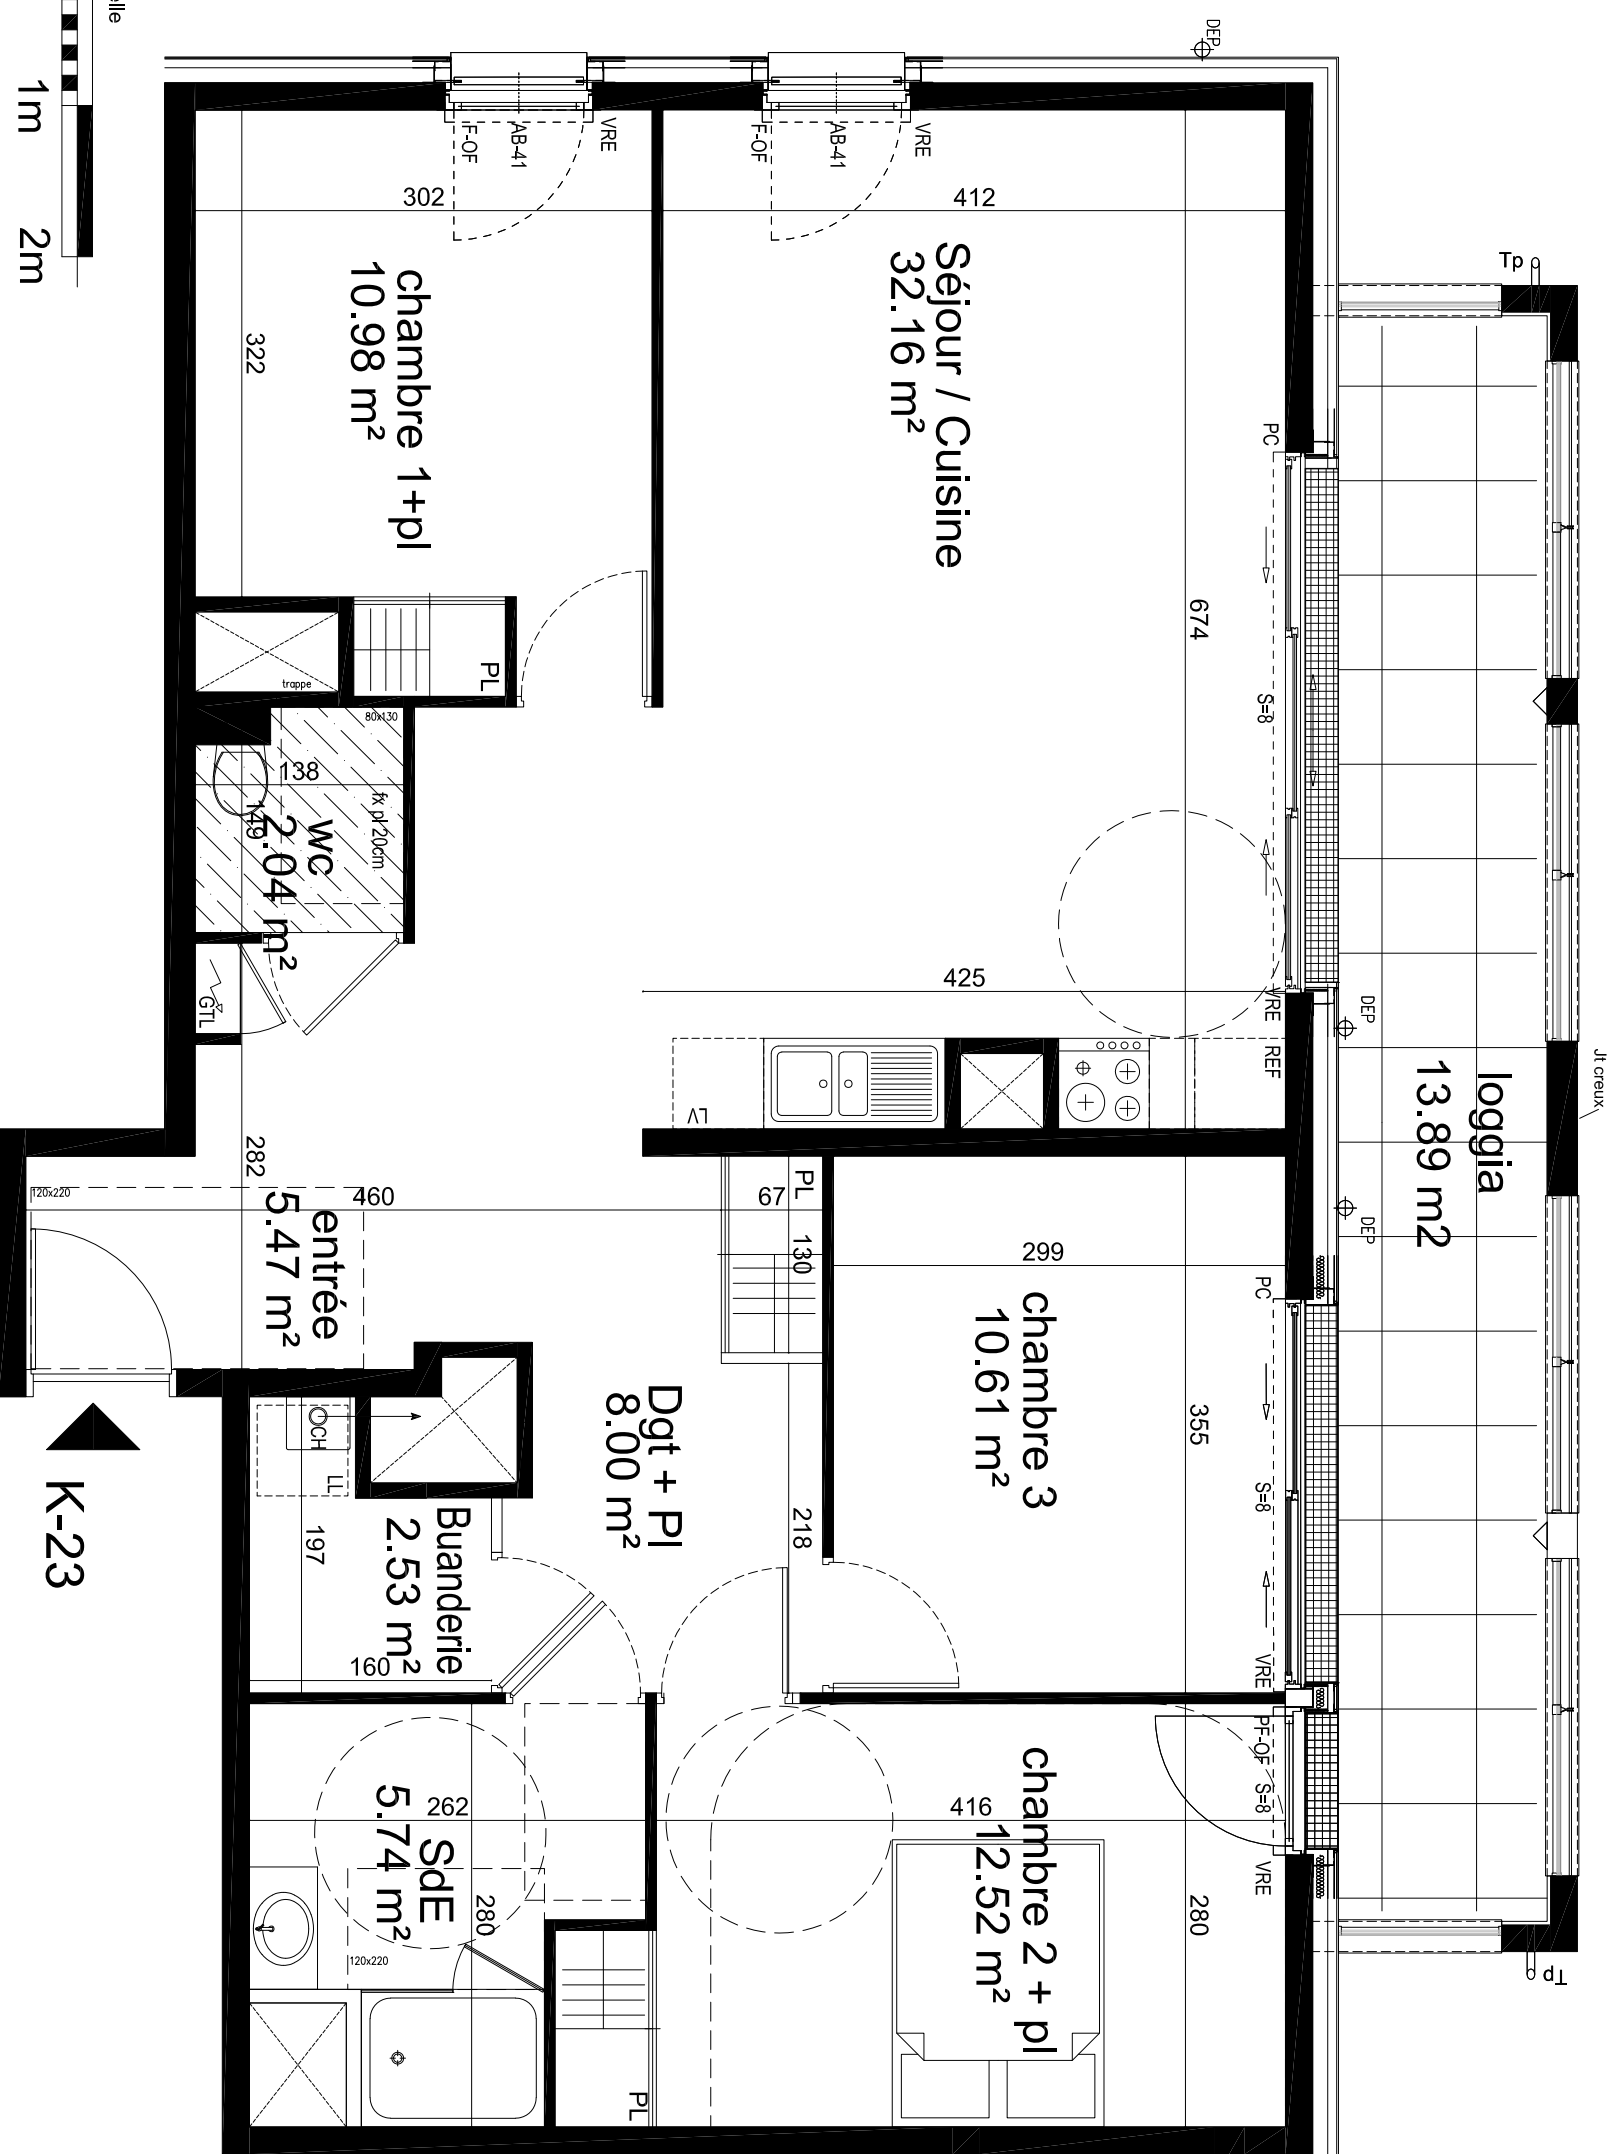 elle
1m
2m
DEP
VRE
AB-41
F-OF
VRE
AB-41
F-OF
302
412
chambre 1+pl
10.98 m²
322
Séjour / Cuisine
32.16 m²
674
PC
S=8
VRE
REF
Tp
PL
trappe
80x130
138
149
wc
2.04 m²
fx pl 20cm
GTL
425
LV
DEP
DEP
Jt creux
loggia
13.89 m2
282
120x220
460
67
entrée
5.47 m²
PL
130
299
chambre 3
10.61 m²
355
PC
S=8
VRE
K-23
CH
LL
197
Buanderie
2.53 m²
160
Dgt + Pl
8.00 m²
218
262
SdE
5.74 m²
280
120x220
PL
416
chambre 2 + pl
12.52 m²
280
PF-OF S=8
VRE
Tp